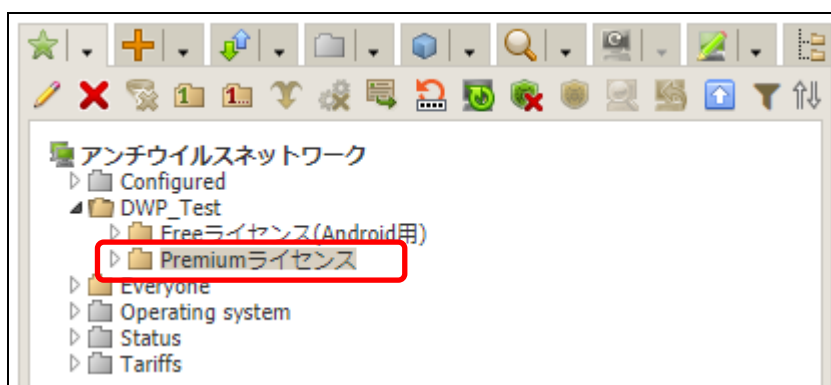 アンチウイルスネットワーク
Configured
DWP_Test
Freeライセンス(Android用)
Premiumライセンス
Everyone
Operating system
Status
Tariffs